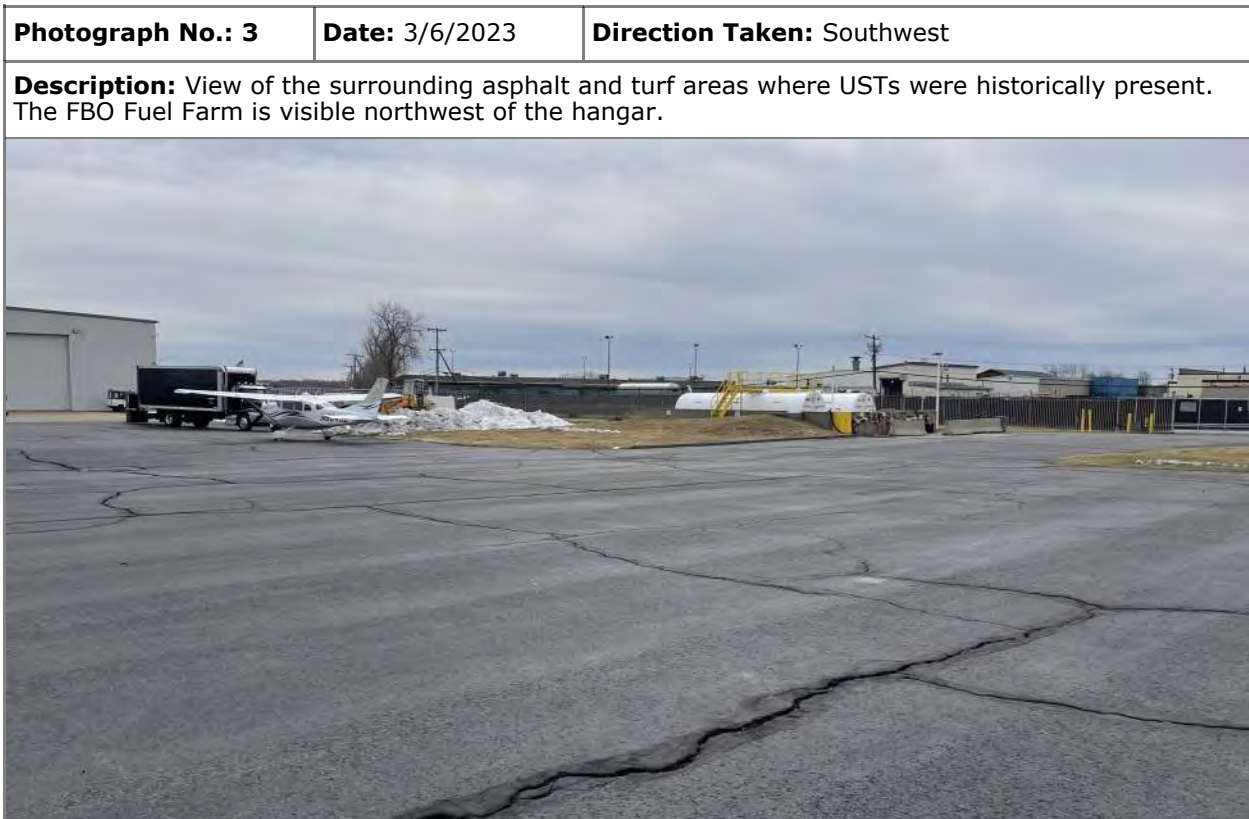 Photograph No.: 3 Date: 3/6/2023 Direction Taken: Southwest
Description: View of the surrounding asphalt and turf areas where USTs were historically present.
The FBO Fuel Farm is visible northwest of the hangar.